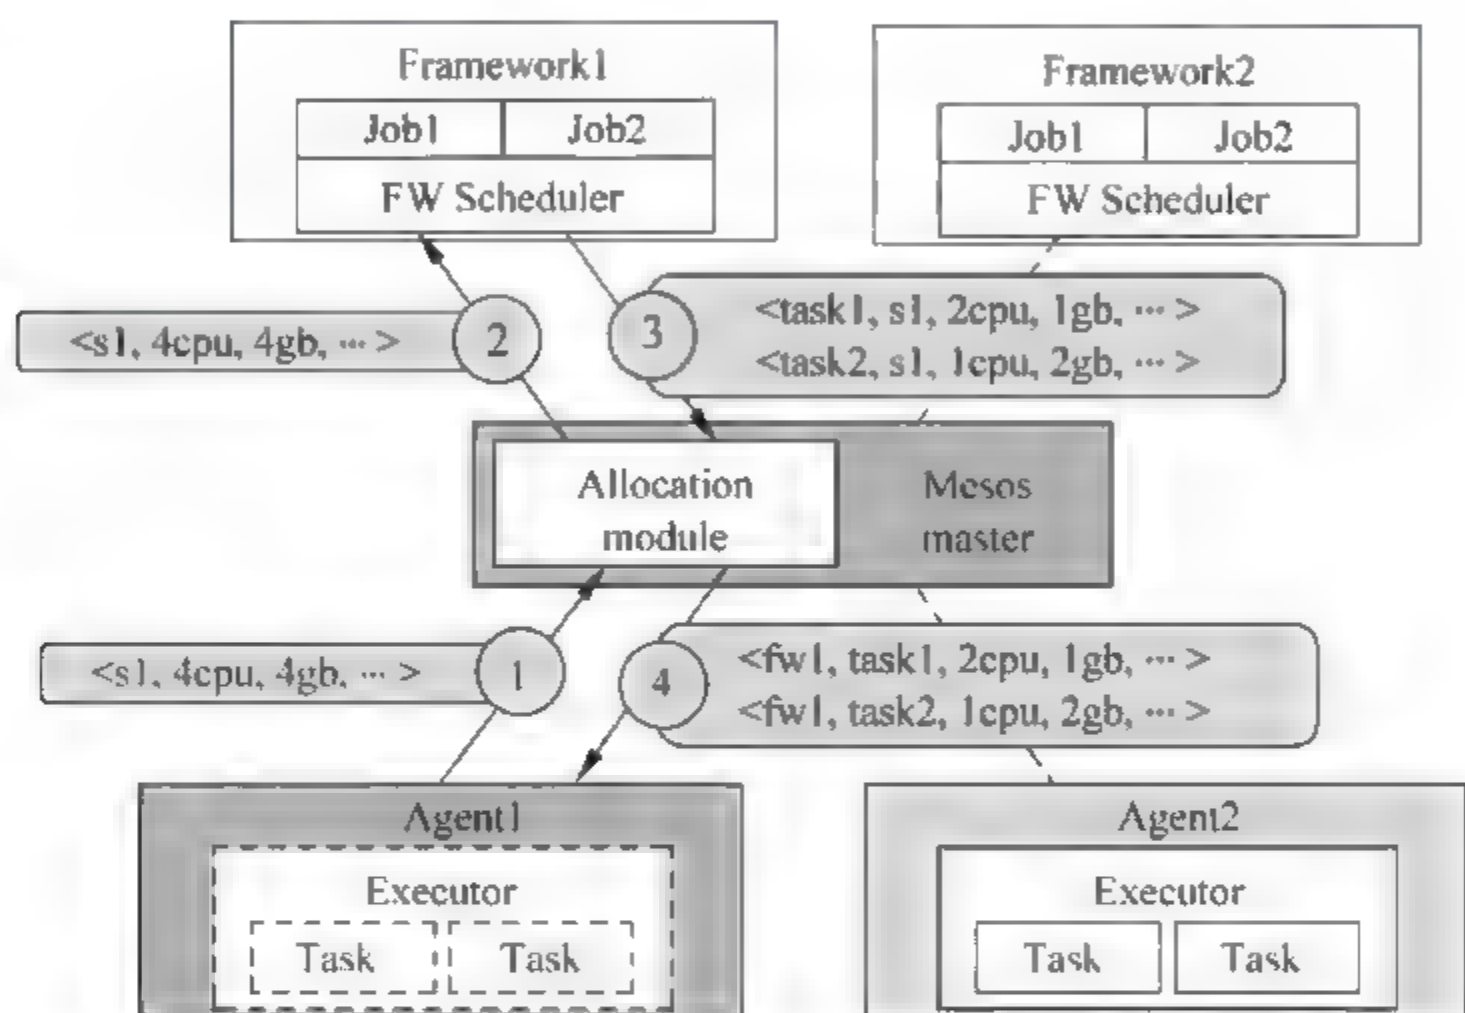 Framework1
Job1 Job2
FW Scheduler
Framework2
Job1 Job2
FW Scheduler
<s1, 4cpu, 4gb, ··· >
2
3
<task1, s1, 2cpu, 1gb, ··· >
<task2, s1, 1cpu, 2gb, ··· >
Allocation
module
Mesos
master
<s1, 4cpu, 4gb, ··· >
1
4
<fw1, task1, 2cpu, 1gb, ··· >
<fw1, task2, 1cpu, 2gb, ··· >
Agent1
Executor
Task Task
Agent2
Executor
Task Task